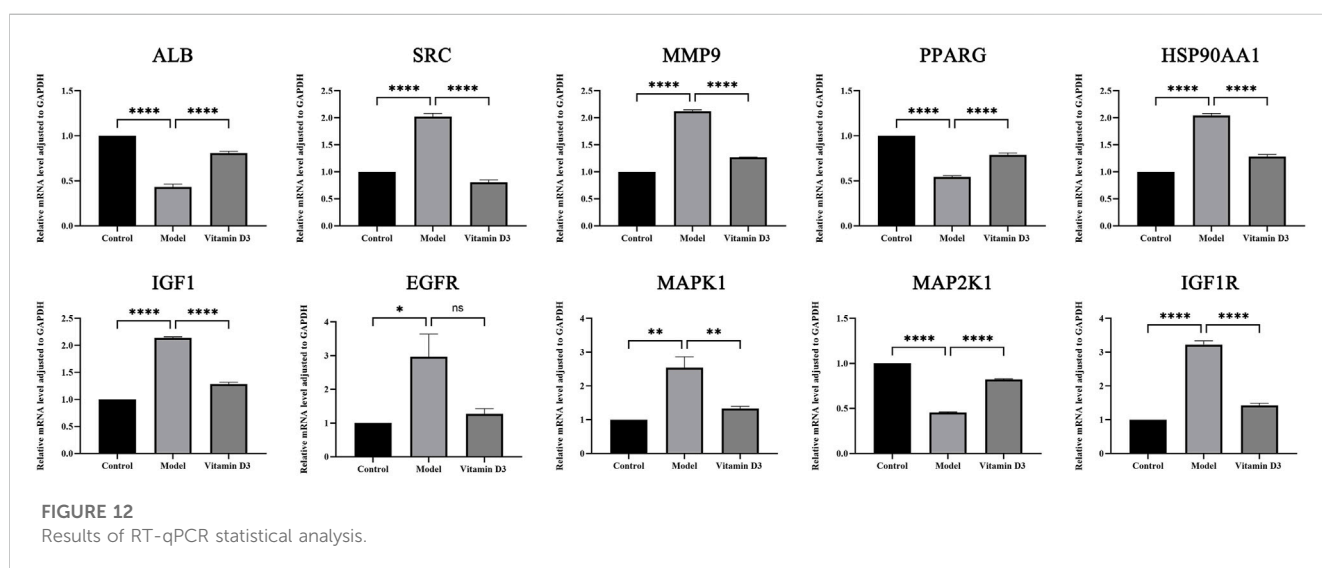 ALB
SRC
MMP9
PPARG
HSP90AA1
Relative mRNA level adjusted to GAPDH
1.5
1.0
0.5
0.0
**** ****
Control Model Vitamin D3
Relative mRNA level adjusted to GAPDH
2.5
2.0
1.5
1.0
0.5
0.0
**** ****
Control Model Vitamin D3
Relative mRNA level adjusted to GAPDH
2.5
2.0
1.5
1.0
0.5
0.0
**** ****
Control Model Vitamin D3
Relative mRNA level adjusted to GAPDH
1.5
1.0
0.5
0.0
**** ****
Control Model Vitamin D3
Relative mRNA level adjusted to GAPDH
2.5
2.0
1.5
1.0
0.5
0.0
**** ****
Control Model Vitamin D3
IGF1
EGFR
MAPK1
MAP2K1
IGF1R
Relative mRNA level adjusted to GAPDH
2.5
2.0
1.5
1.0
0.5
0.0
**** ****
Control Model Vitamin D3
Relative mRNA level adjusted to GAPDH
4
3
2
1
0
* ns
Control Model Vitamin D3
Relative mRNA level adjusted to GAPDH
4
3
2
1
0
** **
Control Model Vitamin D3
Relative mRNA level adjusted to GAPDH
1.5
1.0
0.5
0.0
**** ****
Control Model Vitamin D3
Relative mRNA level adjusted to GAPDH
4
3
2
1
0
**** ****
Control Model Vitamin D3
FIGURE 12
Results of RT-qPCR statistical analysis.